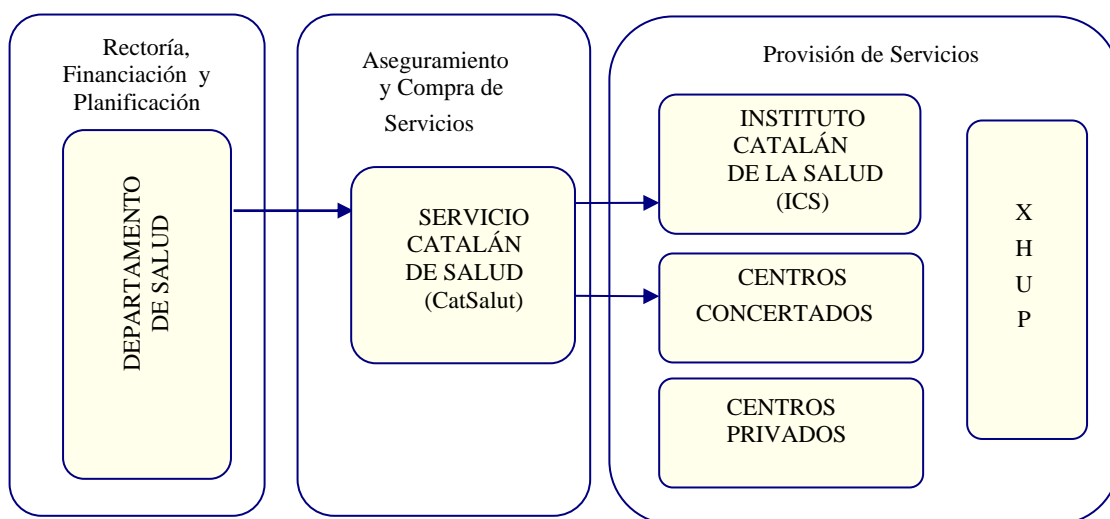 Rectoría,
Financiación y
Planificación
DEPARTAMENTO
DE SALUD
Aseguramiento
y Compra de
Servicios
SERVICIO
CATALÁN
DE SALUD
(CatSalut)
Provisión de Servicios
INSTITUTO
CATALÁN
DE LA SALUD
(ICS)
CENTROS
CONCERTADOS
CENTROS
PRIVADOS
X
H
U
P